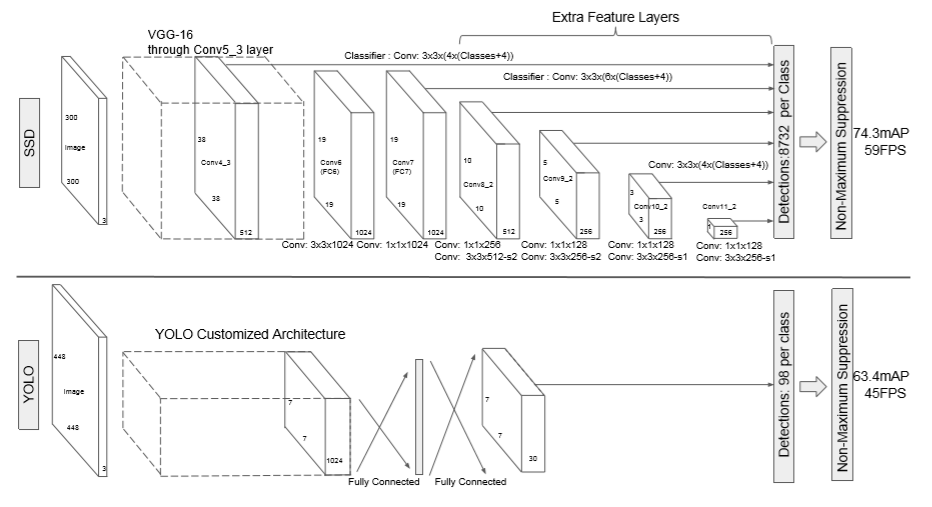 Extra Feature Layers
VGG-16
through Conv5_3 layer
Classifier : Conv: 3x3x(4x(Classes+4))
Classifier : Conv: 3x3x(6x(Classes+4))
Conv: 3x3x(4x(Classes+4))
SSD
300
Image
300
3
38
Conv4_3
38
512
19
Conv6
(FC6)
19
1024
19
Conv7
(FC7)
19
1024
10
Conv8_2
10
512
5
Conv9_2
5
256
3
Conv10_2
3
256
Conv11_2
1
256
Detections:8732 per Class
Non-Maximum Suppression
74.3mAP
59FPS
Conv: 3x3x1024
Conv: 1x1x1024
Conv: 1x1x256
Conv: 3x3x512-s2
Conv: 1x1x128
Conv: 3x3x256-s2
Conv: 1x1x128
Conv: 3x3x256-s1
Conv: 1x1x128
Conv: 3x3x256-s1
YOLO Customized Architecture
YOLO
448
Image
448
3
7
7
1024
Fully Connected
Fully Connected
7
7
30
Detections: 98 per class
Non-Maximum Suppression
63.4mAP
45FPS